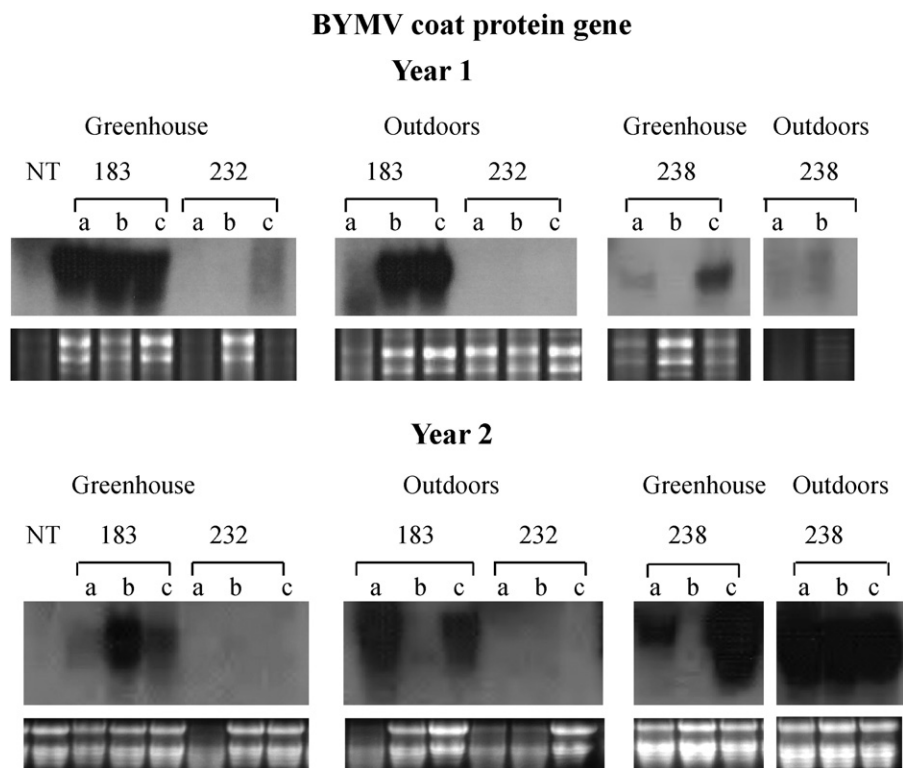 BYMV coat protein gene
Year 1
Greenhouse Outdoors Greenhouse Outdoors
NT 183 232 183 232 238 238
a b c a b c a b c a b c a b c a b
Year 2
Greenhouse Outdoors Greenhouse Outdoors
NT 183 232 183 232 238 238
a b c a b c a b c a b c a b c a b c